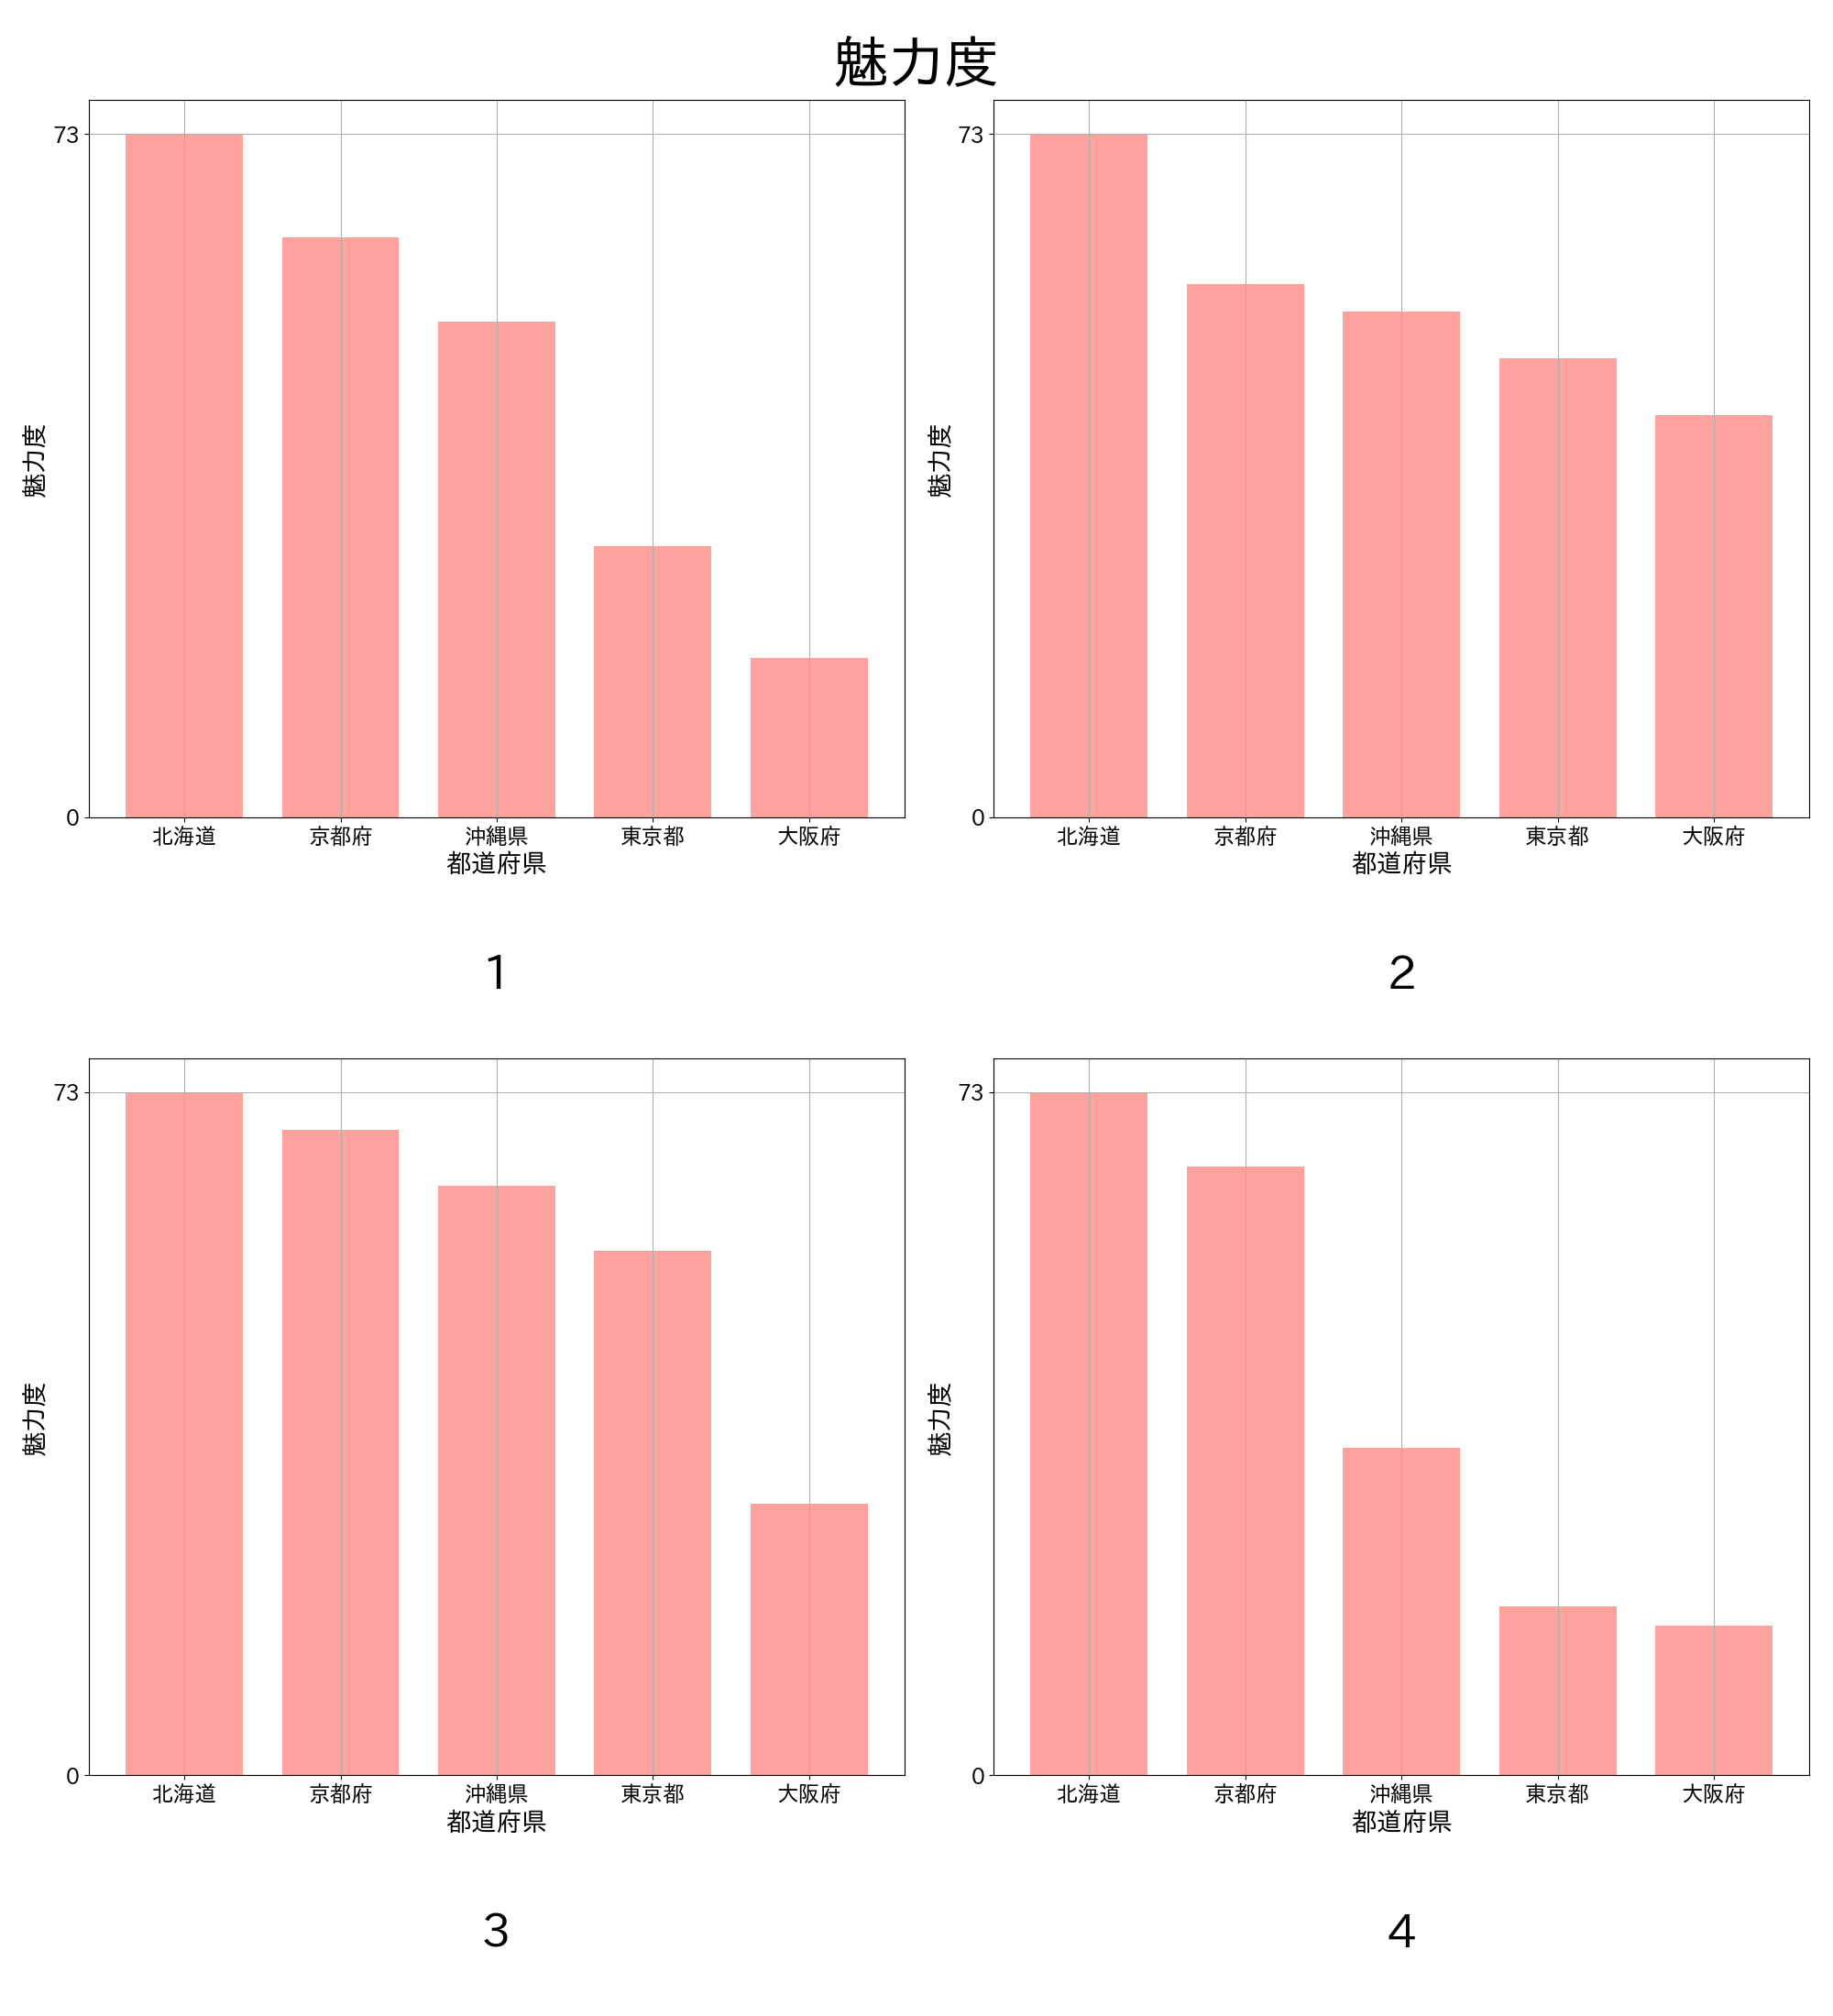 魅力度
73
0
魅力度
北海道 京都府 沖縄県 東京都 大阪府
都道府県
1
73
0
魅力度
北海道 京都府 沖縄県 東京都 大阪府
都道府県
2
73
0
魅力度
北海道 京都府 沖縄県 東京都 大阪府
都道府県
3
73
0
魅力度
北海道 京都府 沖縄県 東京都 大阪府
都道府県
4